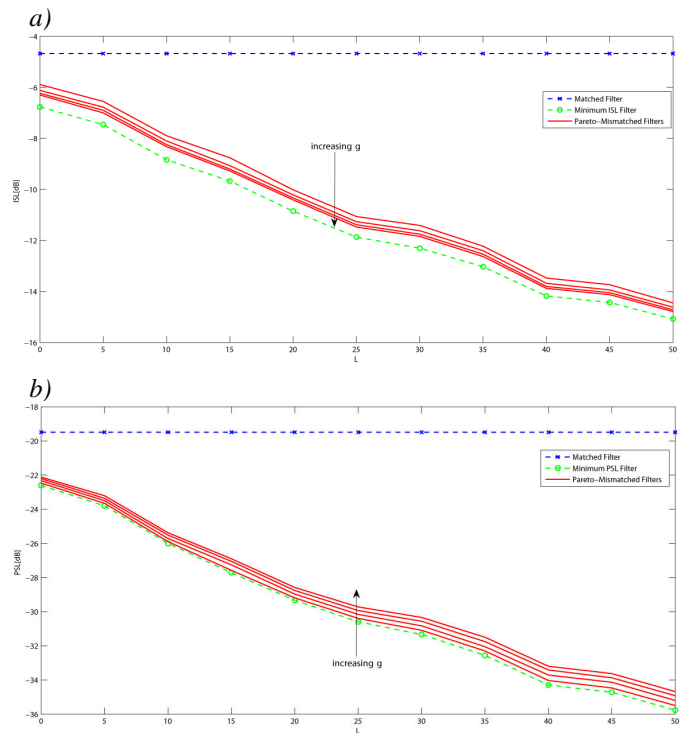 a)
−4
−6
−8
−10
−12
−14
−16
ISL[dB]
Matched Filter
Minimum ISL Filter
Pareto−Mismatched Filters
increasing g
0 5 10 15 20 25 30 35 40 45 50
L
b)
−18
−20
−22
−24
−26
−28
−30
−32
−34
−36
PSL[dB]
Matched Filter
Minimum PSL Filter
Pareto−Mismatched Filters
increasing g
0 5 10 15 20 25 30 35 40 45 50
L